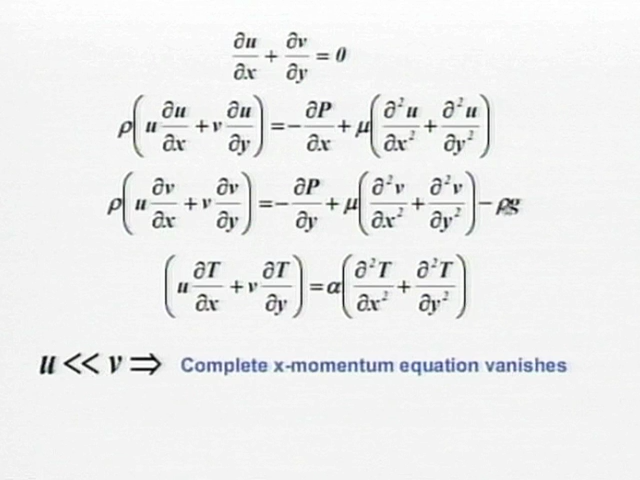 ∂u/∂x + ∂v/∂y = 0
ρ(u ∂u/∂x + v ∂u/∂y) = − ∂P/∂x + μ(∂²u/∂x² + ∂²u/∂y²)
ρ(u ∂v/∂x + v ∂v/∂y) = − ∂P/∂y + μ(∂²v/∂x² + ∂²v/∂y²) − ρg
(u ∂T/∂x + v ∂T/∂y) = α(∂²T/∂x² + ∂²T/∂y²)
u << v ⇒ Complete x-momentum equation vanishes